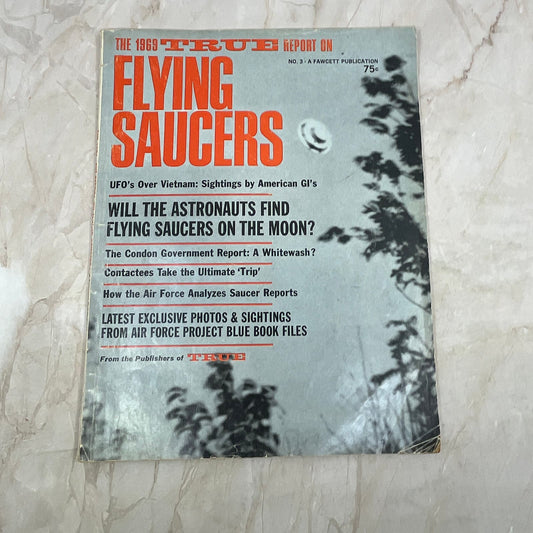 THE 1969 TRUE REPORT ON
NO. 3 - A FAWCETT PUBLICATION
75¢
FLYING
SAUCERS
UFO's Over Vietnam: Sightings by American GI's
WILL THE ASTRONAUTS FIND
FLYING SAUCERS ON THE MOON?
The Condon Government Report: A Whitewash?
Contactees Take the Ultimate 'Trip'
How the Air Force Analyzes Saucer Reports
LATEST EXCLUSIVE PHOTOS & SIGHTINGS
FROM AIR FORCE PROJECT BLUE BOOK FILES
From the Publishers of TRUE